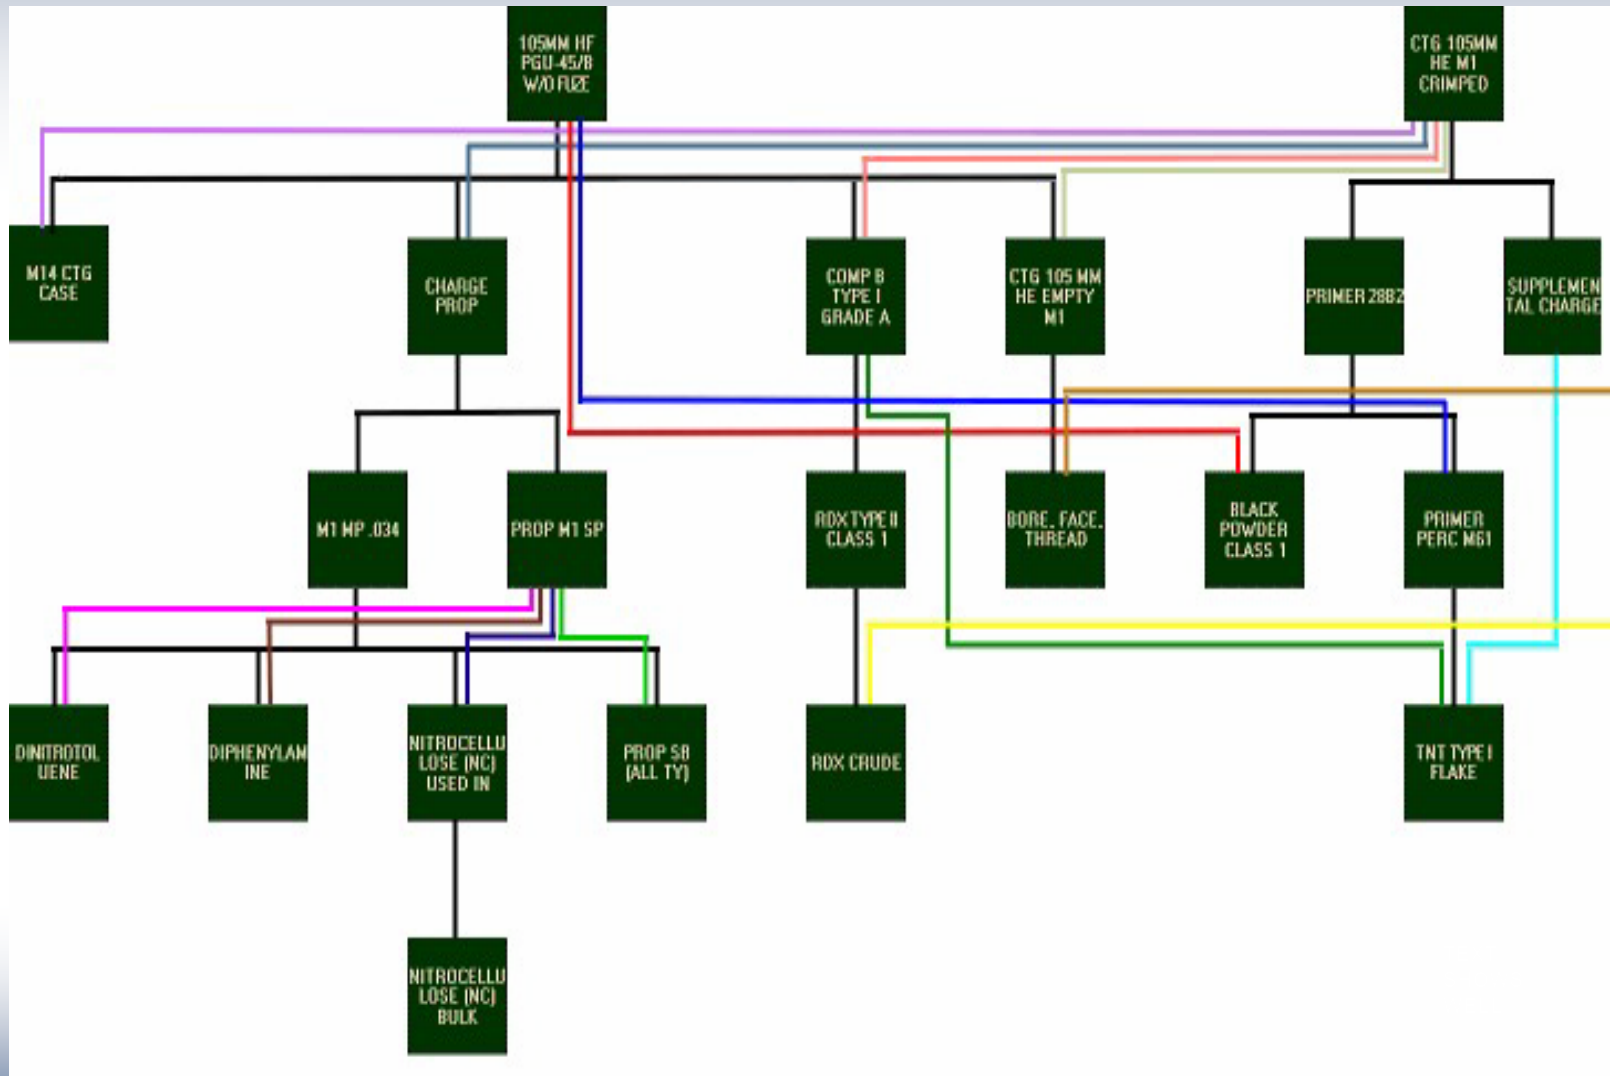 105MM HF
PGU-45/B
W/O FUZE
CTG 105MM
HE M1
CRIMPED
M14 CTG
CASE
CHARGE
PROP
COMP B
TYPE I
GRADE A
CTG 105 MM
HE EMPTY
M1
PRIMER 28B2
SUPPLEMEN
TAL CHARGE
M1 MP .034
PROP M1 SP
RDX TYPE II
CLASS 1
BORE, FACE,
THREAD
BLACK
POWDER
CLASS 1
PRIMER
PERC M61
DINITROTOL
UENE
DIPHENYLAM
INE
NITROCELLU
LOSE (NC)
USED IN
PROP SB
(ALL TY)
RDX CRUDE
TNT TYPE I
FLAKE
NITROCELLU
LOSE (NC)
BULK